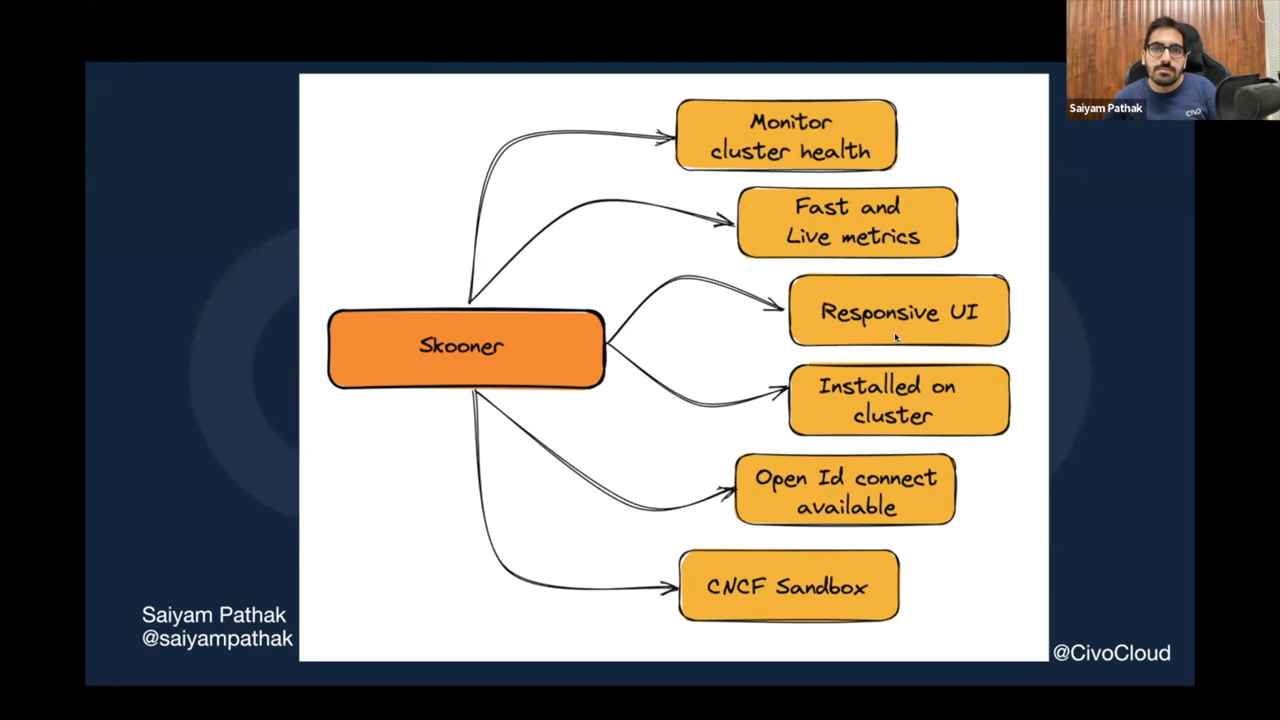 Saiyam Pathak
Monitor
cluster health
Fast and
Live metrics
Responsive UI
Skooner
Installed on
cluster
Open Id connect
available
CNCF Sandbox
Saiyam Pathak
@saiyampathak
@CivoCloud
CIVO